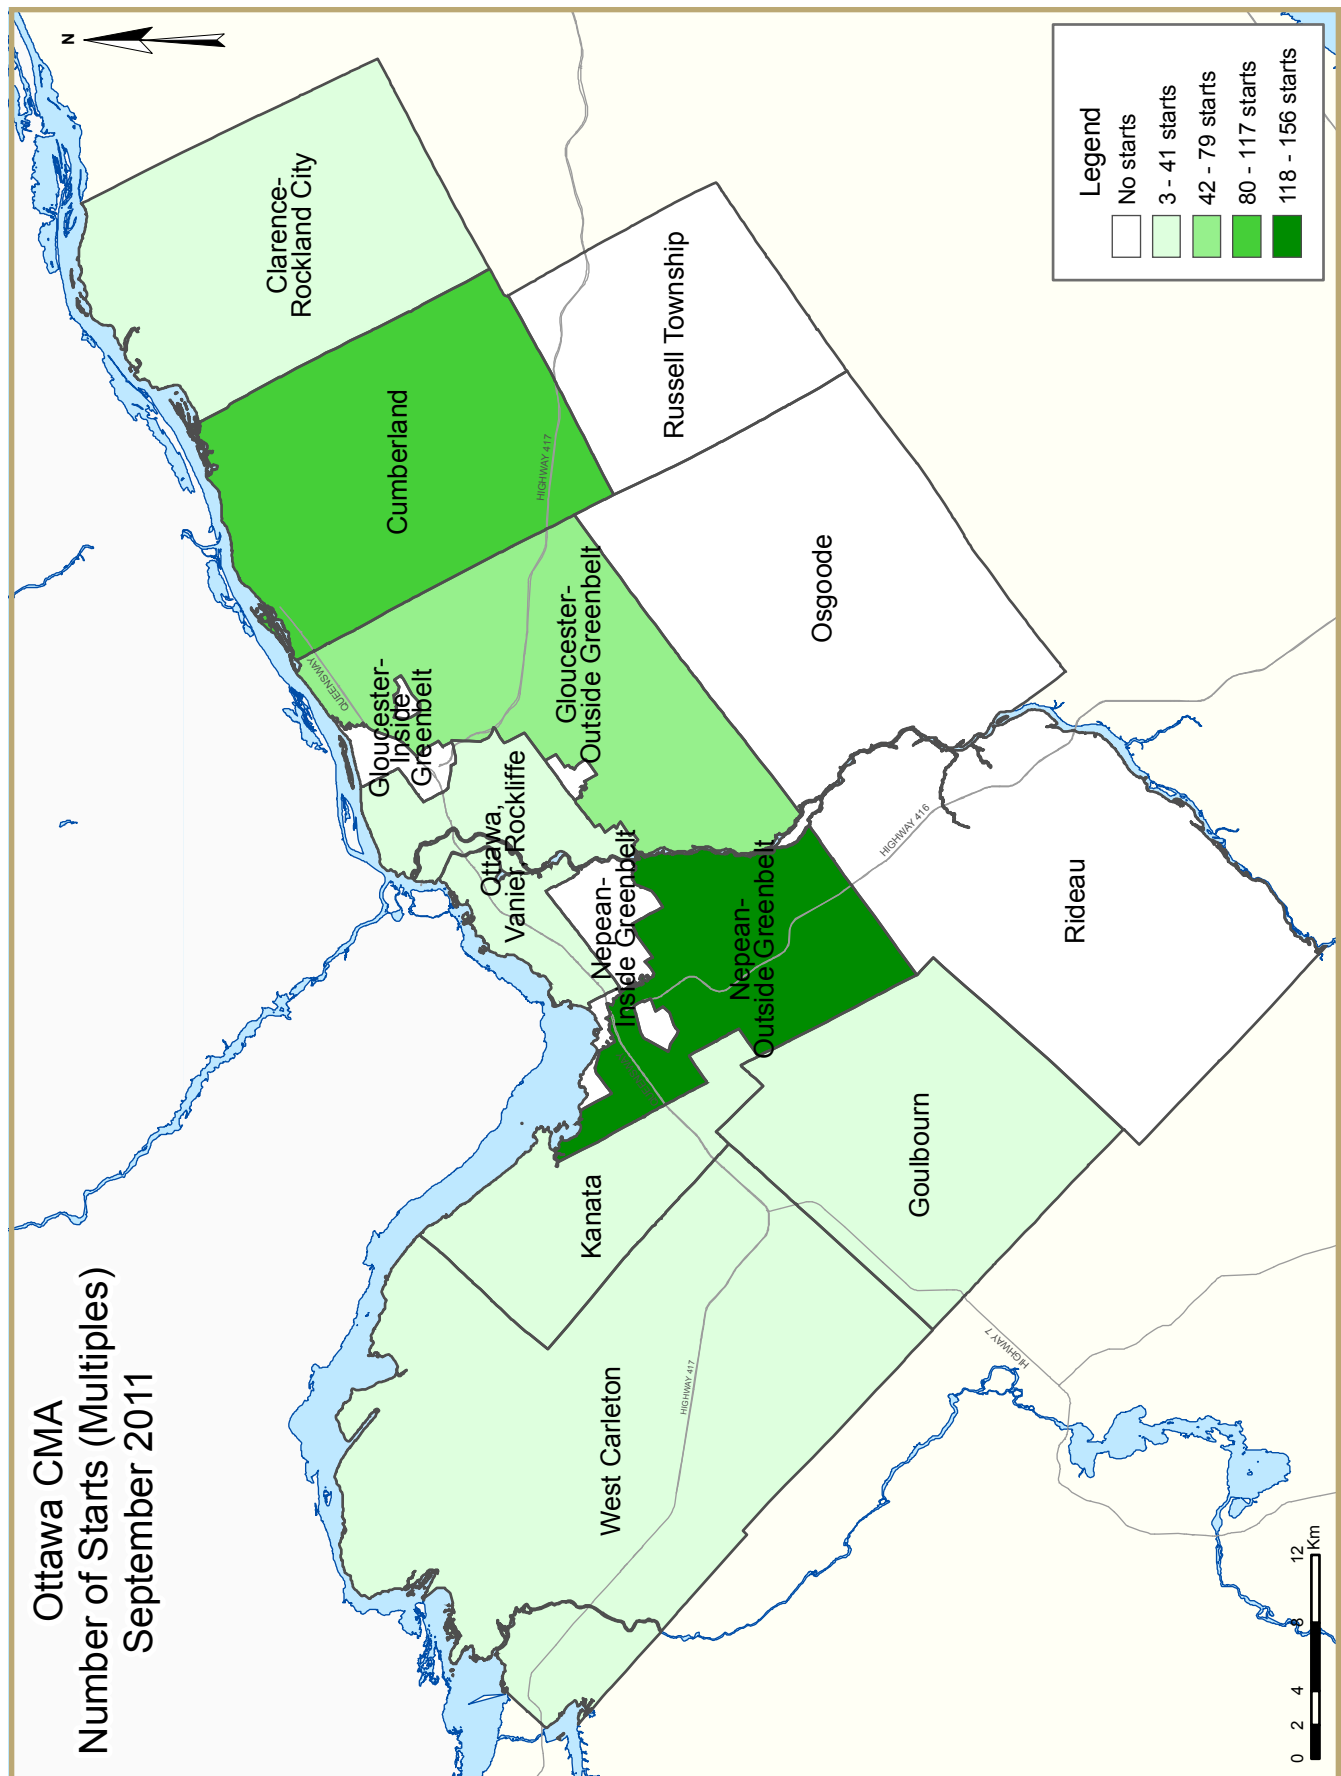 Ottawa CMA
Number of Starts (Multiples)
September 2011
N
Clarence-
Rockland City
Cumberland
Russell Township
HIGHWAY 417
QUEENSWAY
Gloucester-
Inside
Greenbelt
Gloucester-
Outside Greenbelt
Osgoode
Ottawa,
Vanier, Rockliffe
Nepean-
Inside Greenbelt
Nepean-
Outside Greenbelt
HIGHWAY 416
Rideau
Kanata
Goulbourn
West Carleton
HIGHWAY 417
HIGHWAY 7
Legend
No starts
3 - 41 starts
42 - 79 starts
80 - 117 starts
118 - 156 starts
0 2 4 8 12
Km